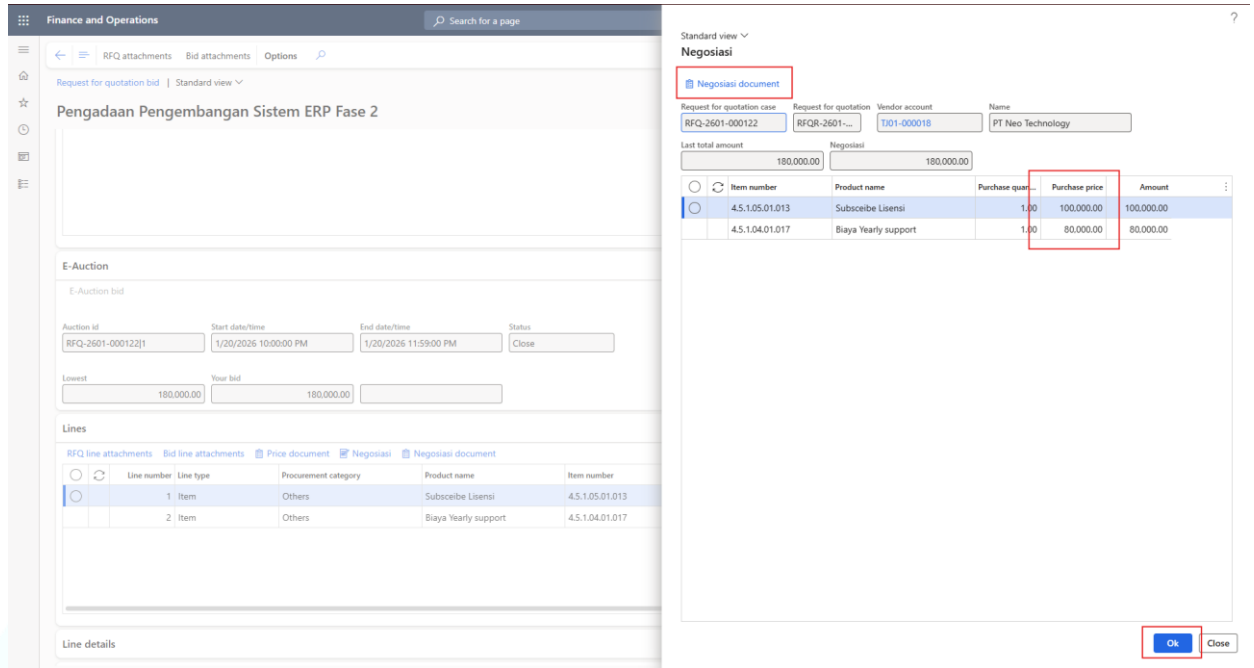 Finance and Operations
Search for a page
RFQ attachments Bid attachments Options
Request for quotation bid | Standard view
Pengadaan Pengembangan Sistem ERP Fase 2
E-Auction
E-Auction bid
Auction id Start date/time End date/time Status
RFQ-2601-000122|1 1/20/2026 10:00:00 PM 1/20/2026 11:59:00 PM Close
Lowest Your bid
180,000.00 180,000.00
Lines
RFQ line attachments Bid line attachments Price document Negosiasi Negosiasi document
Line number Line type Procurement category Product name Item number
1 Item Others Subsceibe Lisensi 4.5.1.05.01.013
2 Item Others Biaya Yearly support 4.5.1.04.01.017
Line details
?
Standard view
Negosiasi
Negosiasi document
Request for quotation case Request for quotation Vendor account Name
RFQ-2601-000122 RFQR-2601-... TJ01-000018 PT Neo Technology
Last total amount Negosiasi
180,000.00 180,000.00
Item number Product name Purchase quan... Purchase price Amount
4.5.1.05.01.013 Subsceibe Lisensi 1.00 100,000.00 100,000.00
4.5.1.04.01.017 Biaya Yearly support 1.00 80,000.00 80,000.00
Ok Close